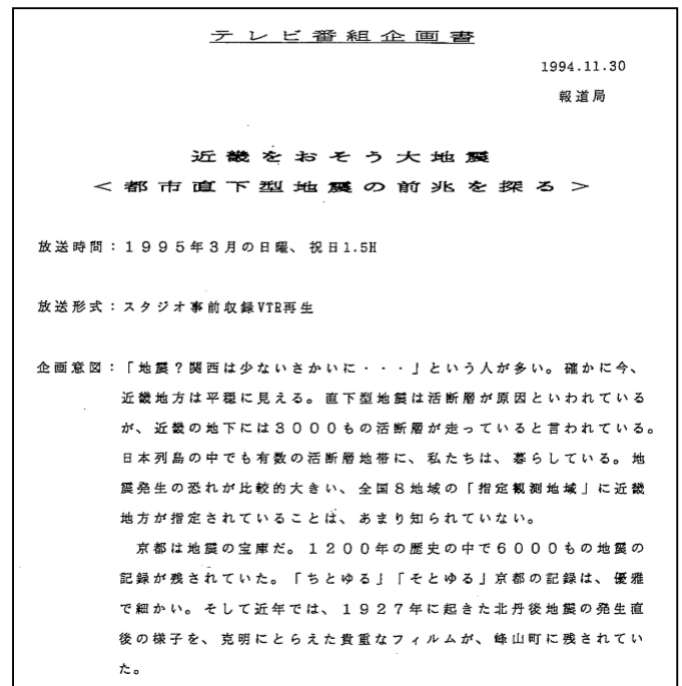 テレビ番組企画書
1994.11.30
報道局
近畿をおそう大地震
＜都市直下型地震の前兆を探る＞
放送時間：１９９５年３月の日曜、祝日1.5H
放送形式：スタジオ事前収録VTR再生
企画意図：「地震？関西は少ないさかいに・・・」という人が多い。確かに今、
近畿地方は平穏に見える。直下型地震は活断層が原因といわれている
が、近畿の地下には３０００もの活断層が走っていると言われている。
日本列島の中でも有数の活断層地帯に、私たちは、暮らしている。地
震発生の恐れが比較的大きい、全国８地域の「指定観測地域」に近畿
地方が指定されていることは、あまり知られていない。
京都は地震の宝庫だ。１２００年の歴史の中で６０００もの地震の
記録が残されていた。「ちとゆる」「そとゆる」京都の記録は、優雅
で細かい。そして近年では、１９２７年に起きた北丹後地震の発生直
後の様子を、克明にとらえた貴重なフィルムが、峰山町に残されてい
た。